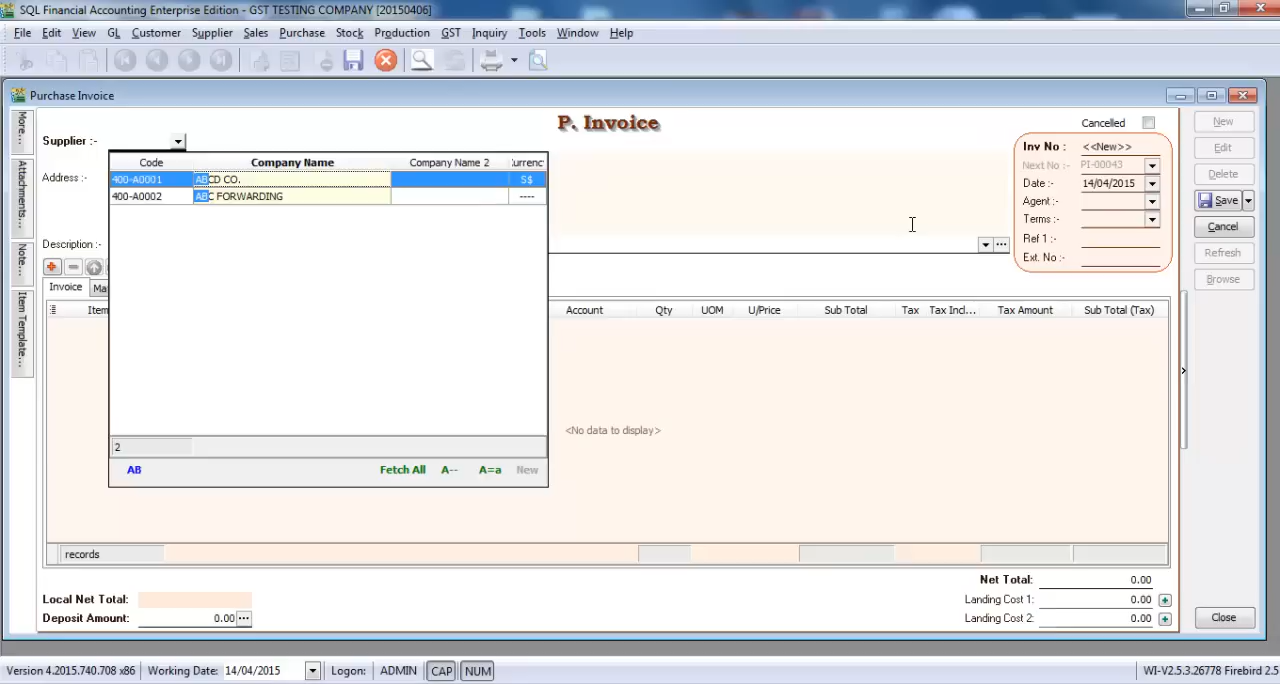 SQL Financial Accounting Enterprise Edition - GST TESTING COMPANY [20150406]
File Edit View GL Customer Supplier Sales Purchase Stock Production GST Inquiry Tools Window Help
Purchase Invoice
More...
Attachments...
Note...
Item Template...
Supplier :-
P. Invoice
Cancelled
Code Company Name Company Name 2 Currenc
400-A0001 ABCD CO. S$
400-A0002 ABC FORWARDING ----
2
AB Fetch All A-- A=a New
Address :-
Description :-
Inv No : <<New>>
Next No :- PI-00043
Date :- 14/04/2015
Agent :-
Terms :-
Ref 1 :-
Ext. No :-
New
Edit
Delete
Save
Cancel
Refresh
Browse
Invoice Ma
Item Account Qty UOM U/Price Sub Total Tax Tax Incl... Tax Amount Sub Total (Tax)
<No data to display>
records
Net Total: 0.00
Local Net Total: Landing Cost 1: 0.00
Deposit Amount: 0.00 Landing Cost 2: 0.00
Close
Version 4.2015.740.708 x86 Working Date: 14/04/2015 Logon: ADMIN CAP NUM WI-V2.5.3.26778 Firebird 2.5